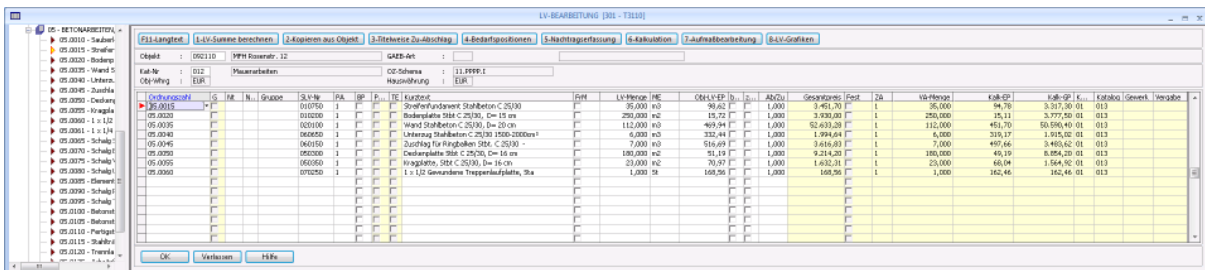 LV-BEARBEITUNG [301 - T3110]
05 - BETONARBEITEN,
05.0010 - Sauberl
05.0015 - Streifer
05.0020 - Bodenp
05.0035 - Wand S
05.0040 - Unterz.
05.0045 - Zuschla
05.0050 - Deckenp
05.0055 - Kragpla
05.0060 - 1 x 1/2
05.0061 - 1 x 1/4
05.0065 - Schalg
05.0070 - Schalg
05.0075 - Schalg
05.0080 - Schalg
05.0085 - Element
05.0090 - Schalg
05.0095 - Schalg
05.0100 - Betonst
05.0105 - Betonst
05.0110 - Fertigst
05.0115 - Stahltr
05.0120 - Trennla
F11-Langtext 1-LV-Summe berechnen 2-Kopieren aus Objekt 3-Titelweise Zu-Abschlag 4-Bedarfspositionen 5-Nachtragserfassung 6-Kalkulation 7-Aufmaßbearbeitung 8-LV-Grafiken
Objekt : 092110 MFH Rosenstr. 12 GAEB-Art :
Kat-Nr : 012 Mauerarbeiten OZ-Schema : 11.PPPP.I
Obj-Whrg : EUR Hauswährung : EUR
Ordnungszahl G Nt N... Gruppe SLV-Nr PA BP P... TE Kurztext FrM LV-Menge ME Obj-LV-EP b... z... Ab/Zu Gesamtpreis Fest ZA VA-Menge Kalk-EP Kalk-GP K... Katalog Gewerk Vergabe
05.0015 010750 1 Streifenfundament Stahlbeton C 25/30 35,000 m3 98,62 1,000 3.451,70 1 35,000 94,78 3.317,30 01 013
05.0020 010200 1 Bodenplatte Stbt C 25/30, D= 15 cm 250,000 m2 15,72 1,000 3.930,00 1 250,000 15,11 3.777,50 01 013
05.0035 020100 1 Wand Stahlbeton C 25/30, D= 20 cm 112,000 m3 469,94 1,000 52.633,28 1 112,000 451,70 50.590,40 01 013
05.0040 060650 1 Unterzug Stahlbeton C 25/30 1500-2000cm² 6,000 m3 332,44 1,000 1.994,64 1 6,000 319,17 1.915,02 01 013
05.0045 060150 1 Zuschlag für Ringbalken Stbt. C 25/30 - 7,000 m3 516,69 1,000 3.616,83 1 7,000 497,66 3.483,62 01 013
05.0050 050300 1 Deckenplatte Stbt C 25/30, D= 16 cm 180,000 m2 51,19 1,000 9.214,20 1 180,000 49,19 8.854,20 01 013
05.0055 050350 1 Kragplatte, Stbt C 25/30, D= 16 cm 23,000 m2 70,97 1,000 1.632,31 1 23,000 68,04 1.564,92 01 013
05.0060 070250 1 1 x 1/2 Gewundene Treppenlaufplatte, Sta 1,000 St 168,56 1,000 168,56 1 1,000 162,46 162,46 01 013
OK Verlassen Hilfe